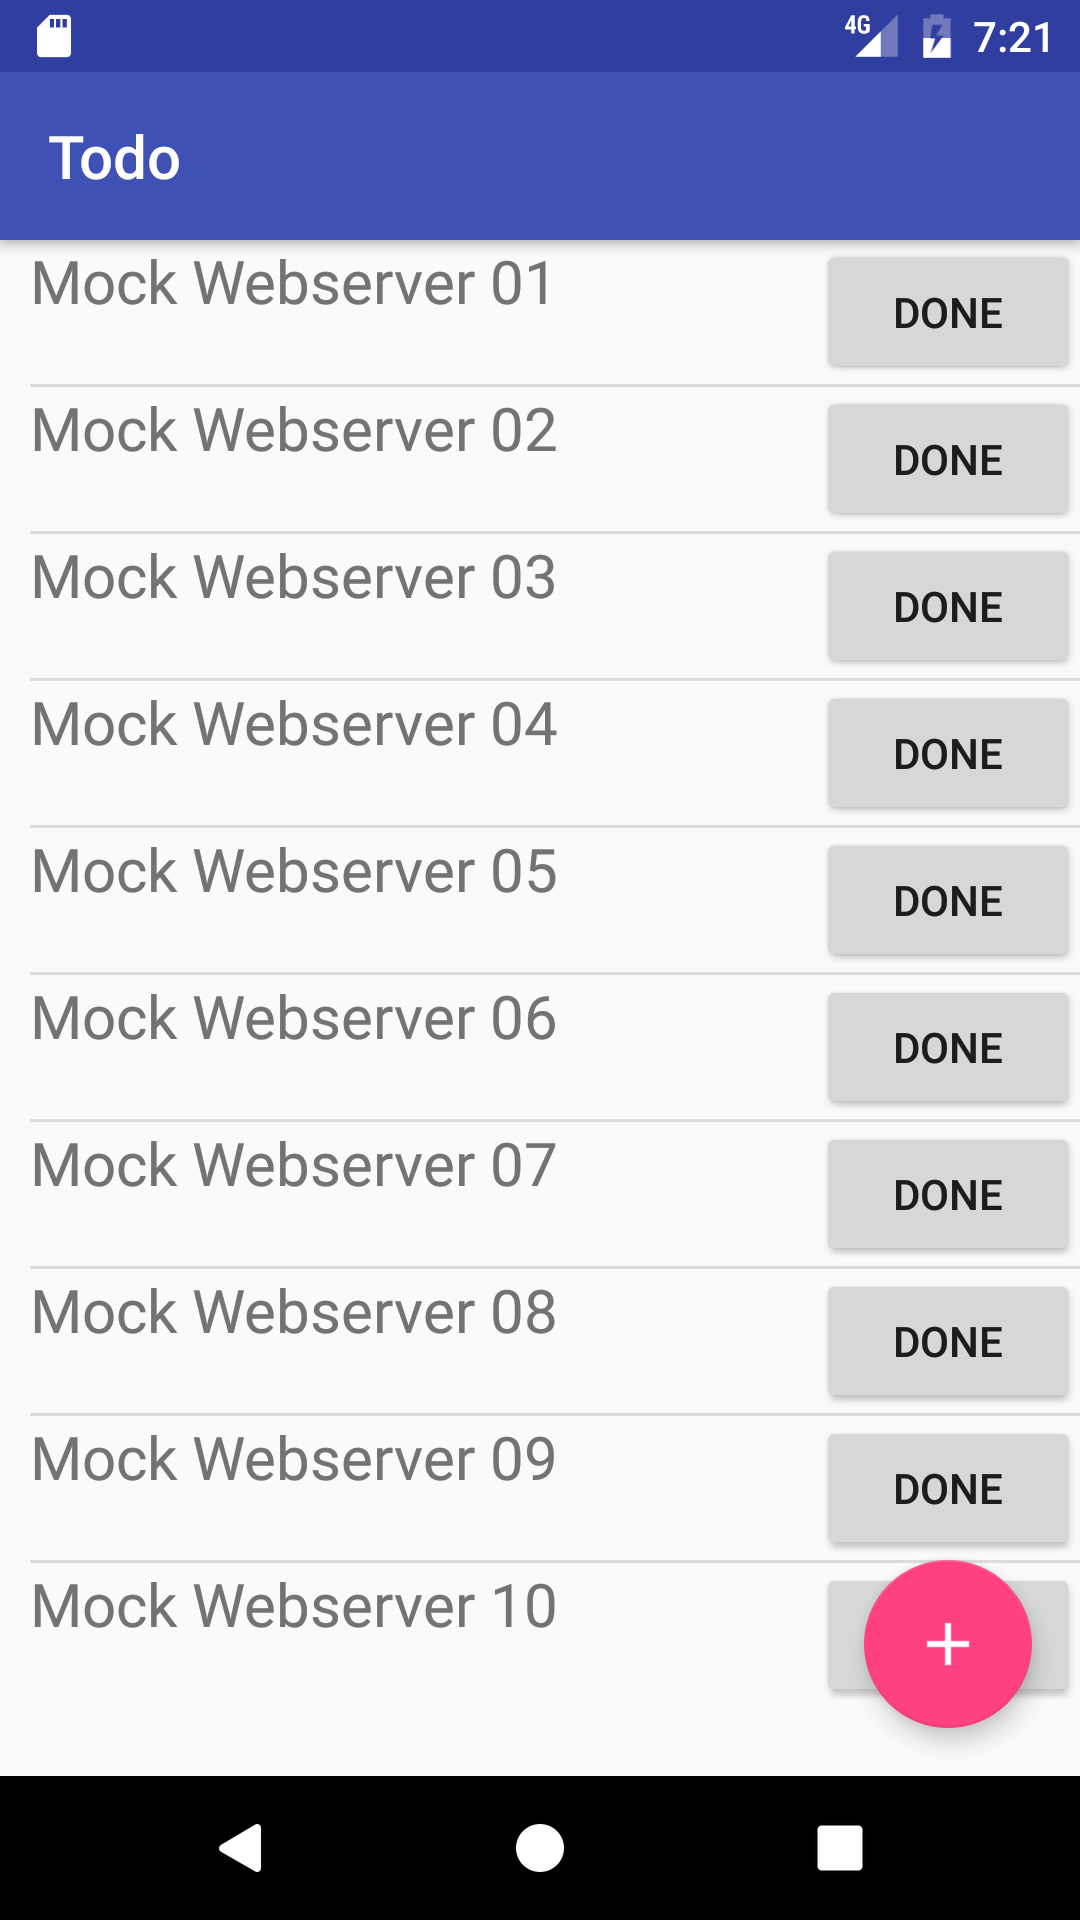 4G 7:21
Todo
Mock Webserver 01 DONE
Mock Webserver 02 DONE
Mock Webserver 03 DONE
Mock Webserver 04 DONE
Mock Webserver 05 DONE
Mock Webserver 06 DONE
Mock Webserver 07 DONE
Mock Webserver 08 DONE
Mock Webserver 09 DONE
Mock Webserver 10